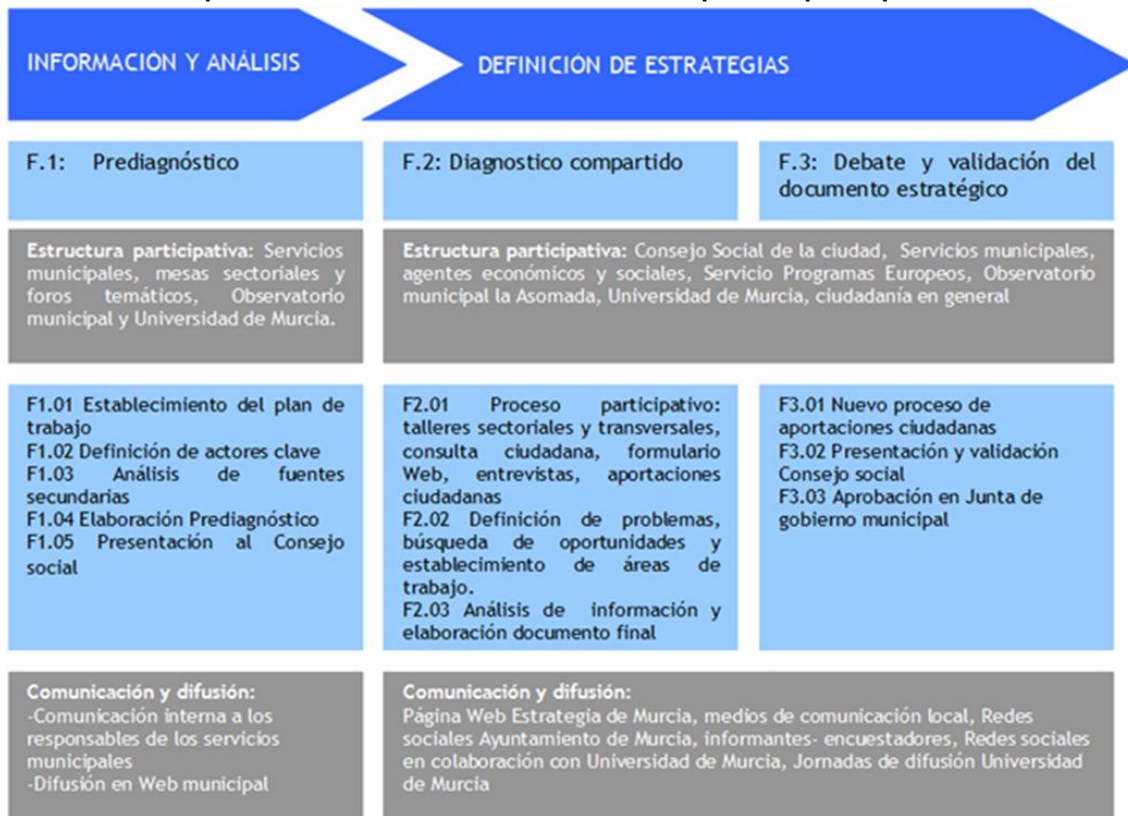 INFORMACIÓN Y ANÁLISIS
DEFINICIÓN DE ESTRATEGIAS
F.1: Prediagnóstico
F.2: Diagnostico compartido
F.3: Debate y validación del
documento estratégico
Estructura participativa: Servicios
municipales, mesas sectoriales y
foros temáticos, Observatorio
municipal y Universidad de Murcia.
Estructura participativa: Consejo Social de la ciudad, Servicios municipales,
agentes económicos y sociales, Servicio Programas Europeos, Observatorio
municipal la Asomada, Universidad de Murcia, ciudadanía en general
F1.01 Establecimiento del plan de
trabajo
F1.02 Definición de actores clave
F1.03 Análisis de fuentes
secundarias
F1.04 Elaboración Prediagnóstico
F1.05 Presentación al Consejo
social
F2.01 Proceso participativo:
talleres sectoriales y transversales,
consulta ciudadana, formulario
Web, entrevistas, aportaciones
ciudadanas
F2.02 Definición de problemas,
búsqueda de oportunidades y
establecimiento de áreas de
trabajo.
F2.03 Análisis de información y
elaboración documento final
F3.01 Nuevo proceso de
aportaciones ciudadanas
F3.02 Presentación y validación
Consejo social
F3.03 Aprobación en Junta de
gobierno municipal
Comunicación y difusión:
-Comunicación interna a los
responsables de los servicios
municipales
-Difusión en Web municipal
Comunicación y difusión:
Página Web Estrategia de Murcia, medios de comunicación local, Redes
sociales Ayuntamiento de Murcia, informantes- encuestadores, Redes sociales
en colaboración con Universidad de Murcia, Jornadas de difusión Universidad
de Murcia